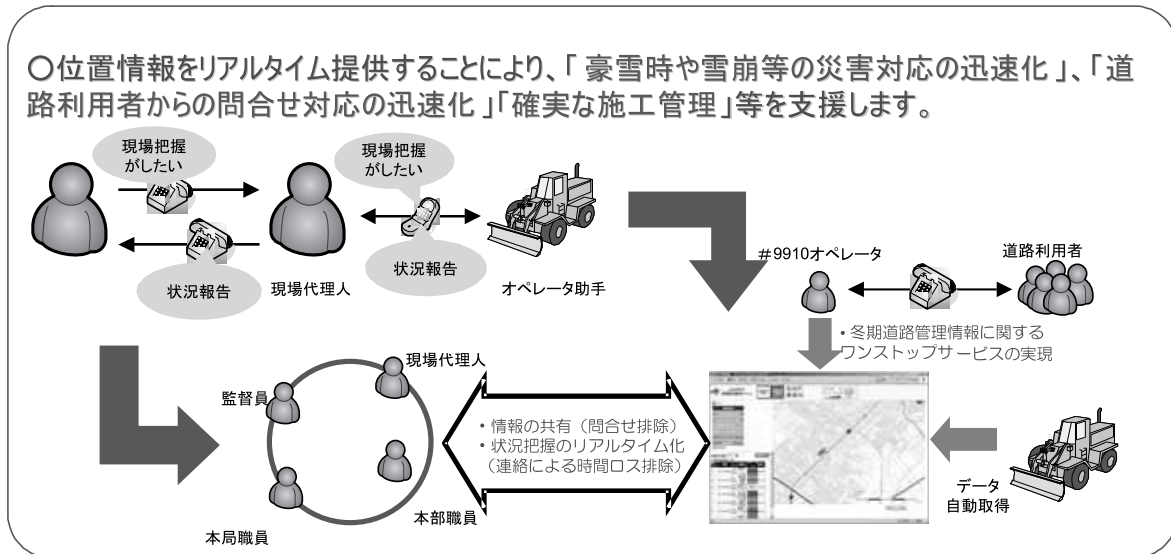 〇位置情報をリアルタイム提供することにより、「豪雪時や雪崩等の災害対応の迅速化」、「道
路利用者からの問合せ対応の迅速化」「確実な施工管理」等を支援します。
現場把握
がしたい
現場把握
がしたい
状況報告
状況報告
現場代理人
オペレータ助手
#9910オペレータ
道路利用者
・冬期道路管理情報に関する
ワンストップサービスの実現
現場代理人
監督員
・情報の共有（問合せ排除）
・状況把握のリアルタイム化
（連絡による時間ロス排除）
本部職員
本局職員
データ
自動取得